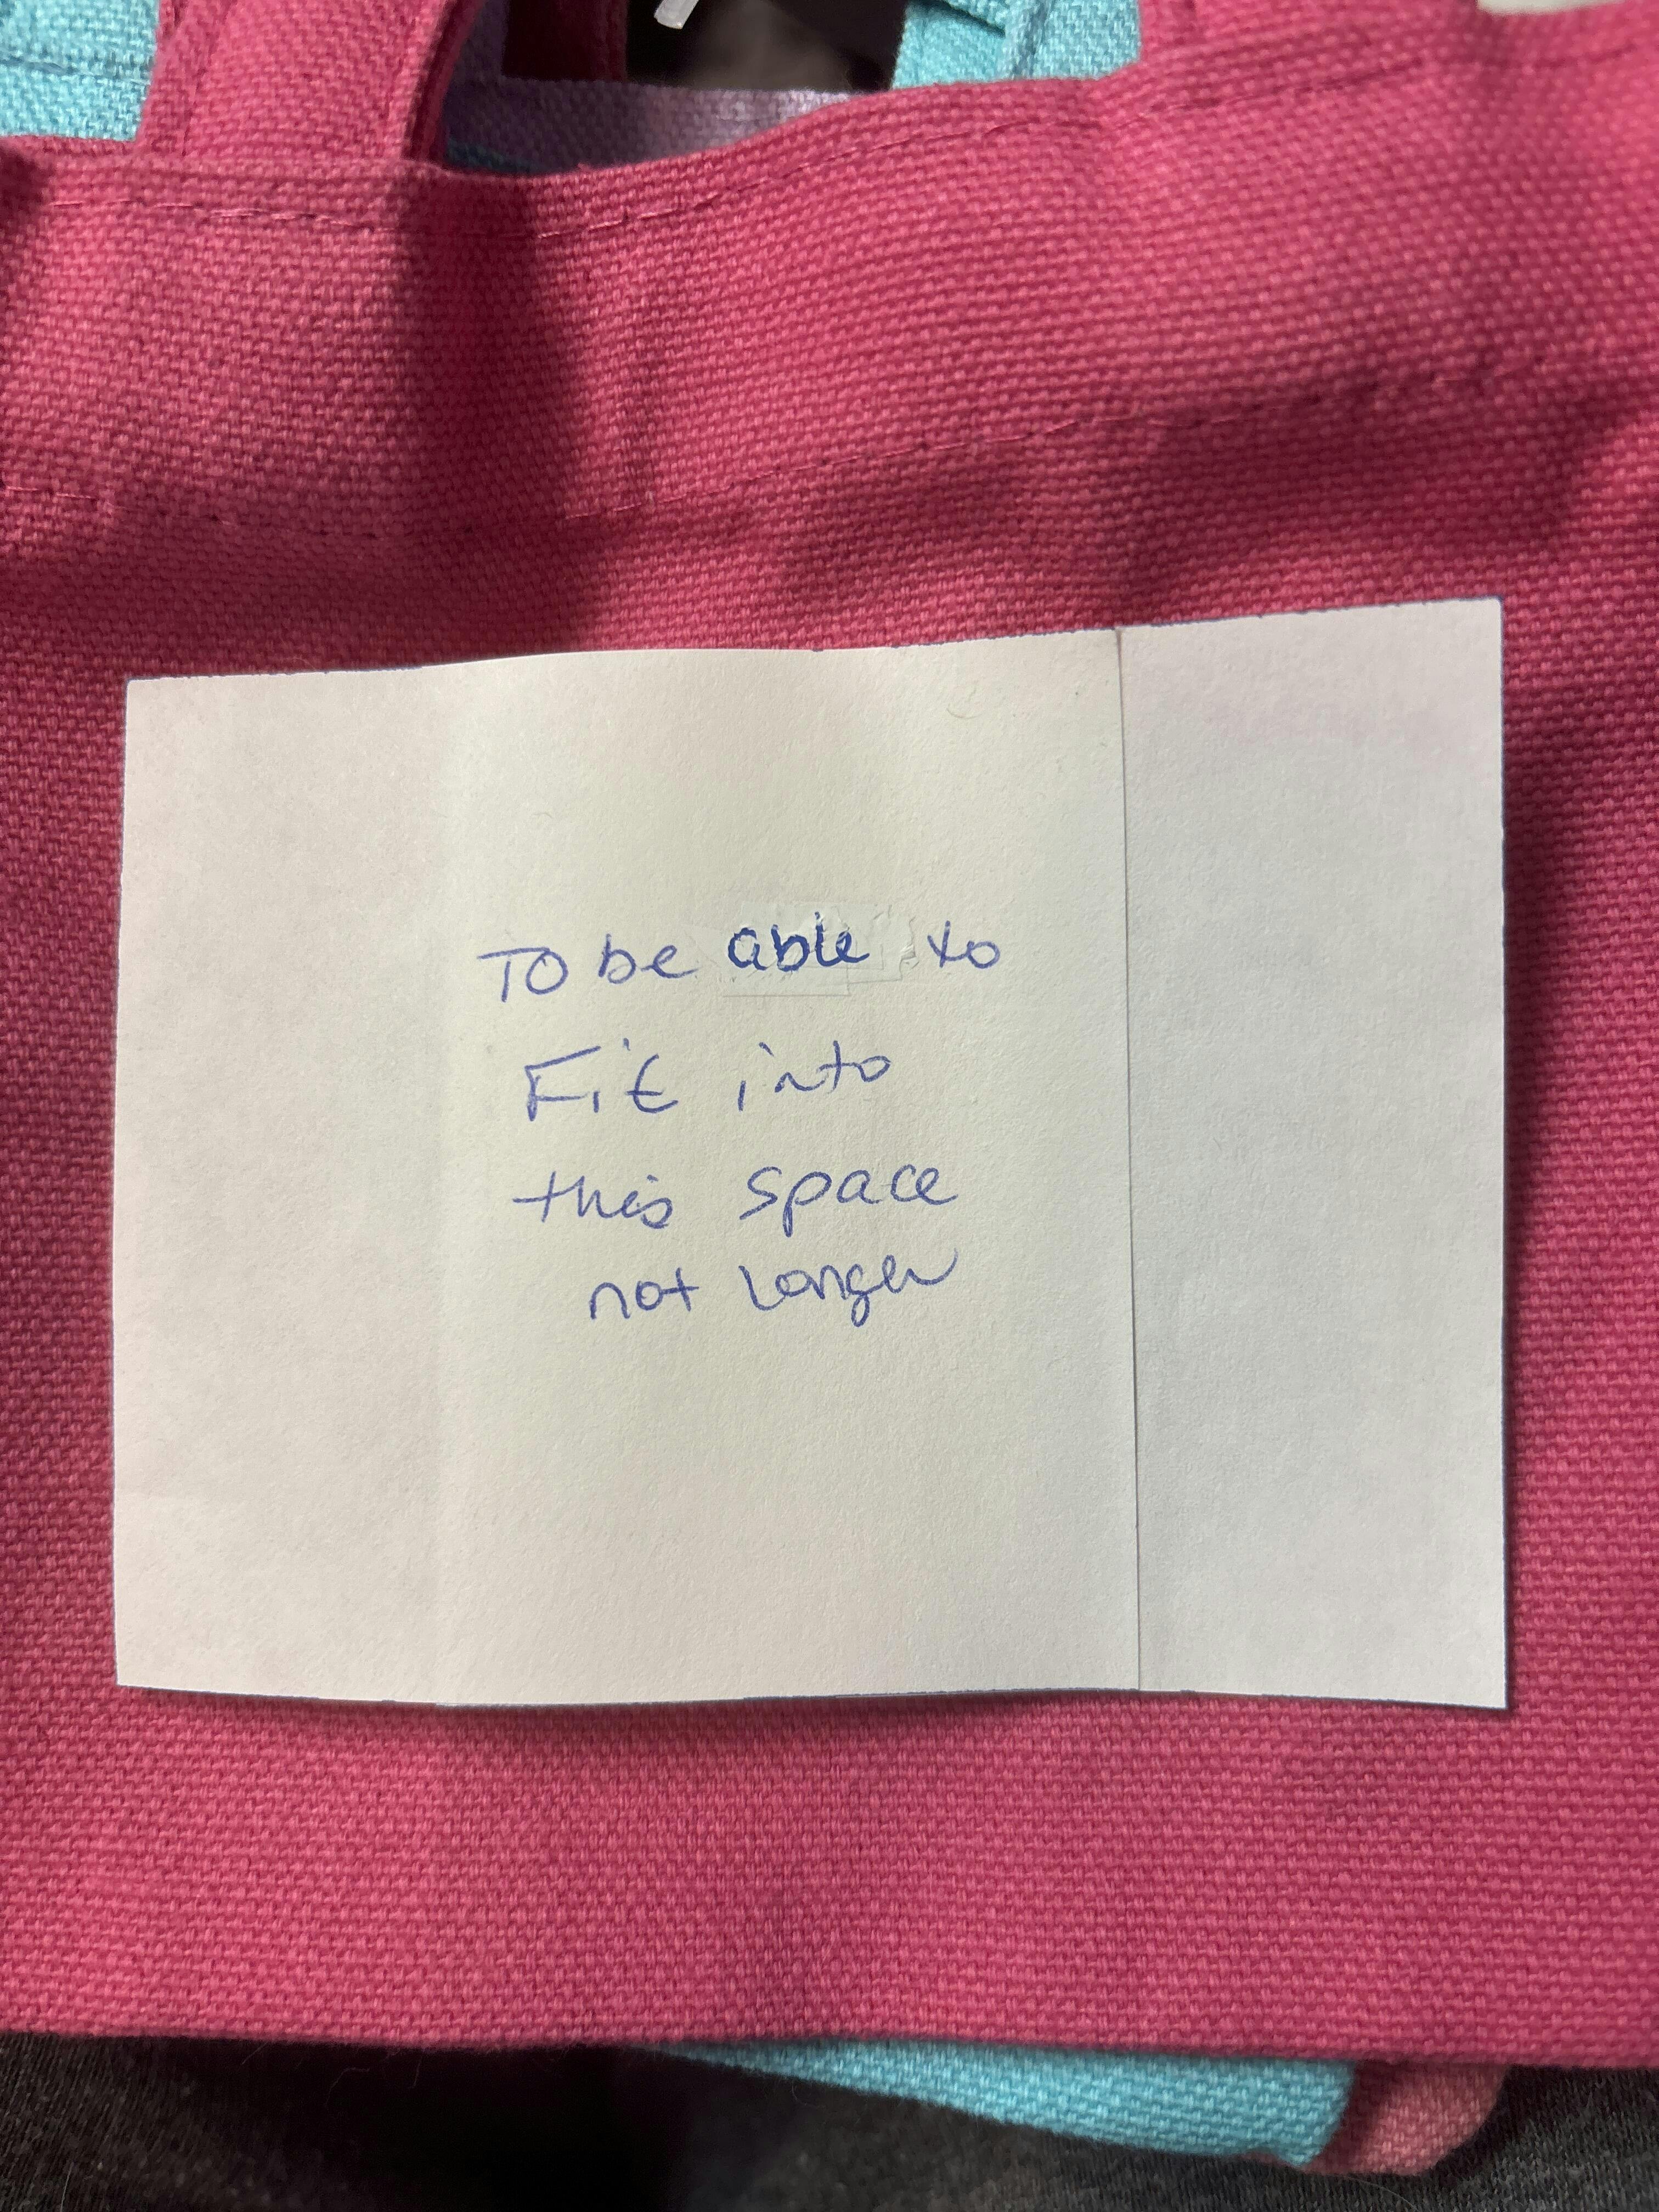 To be able to
Fit into
this space
not longer